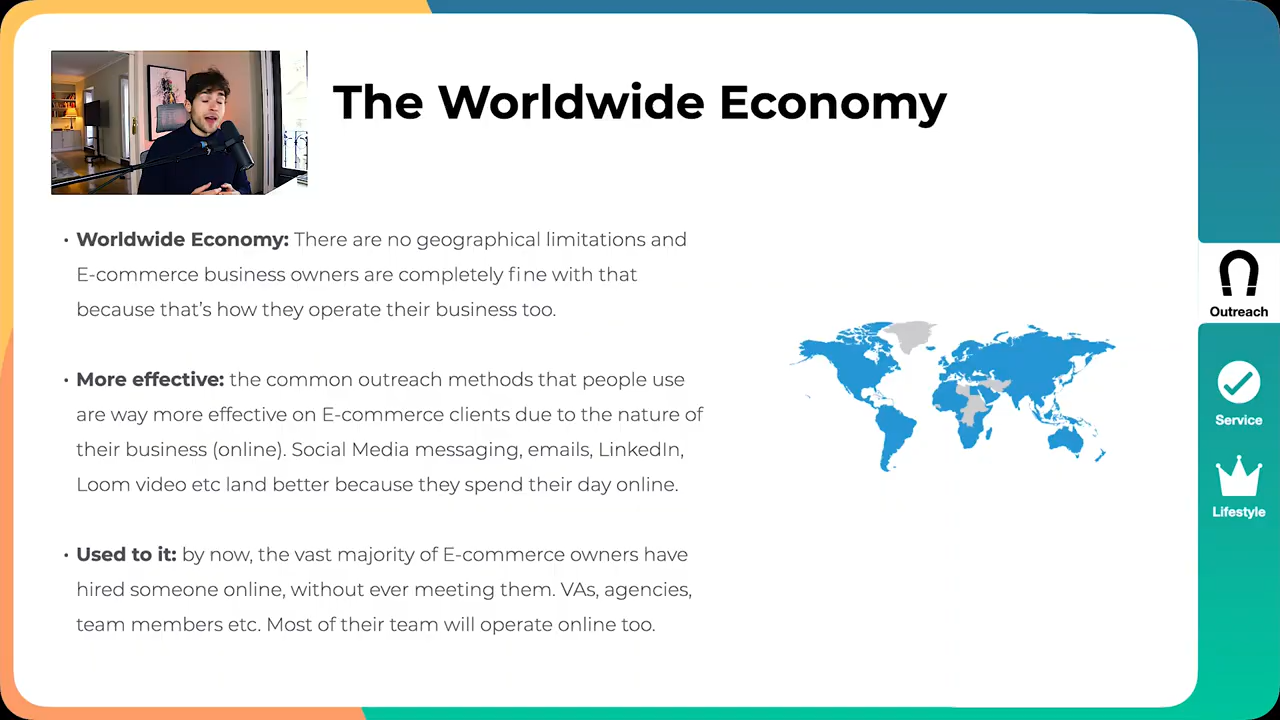 The Worldwide Economy
• Worldwide Economy: There are no geographical limitations and
E-commerce business owners are completely fine with that
because that's how they operate their business too.
• More effective: the common outreach methods that people use
are way more effective on E-commerce clients due to the nature of
their business (online). Social Media messaging, emails, LinkedIn,
Loom video etc land better because they spend their day online.
• Used to it: by now, the vast majority of E-commerce owners have
hired someone online, without ever meeting them. VAs, agencies,
team members etc. Most of their team will operate online too.
Outreach
Service
Lifestyle